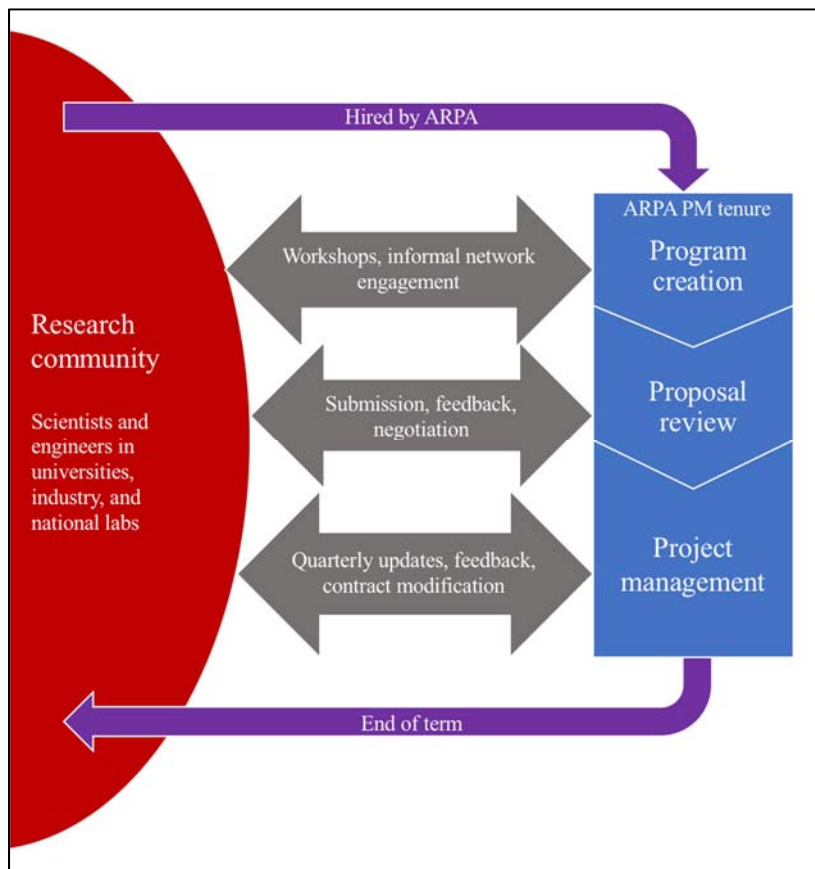 Hired by ARPA
ARPA PM tenure
Program
creation
Workshops, informal network
engagement
Research
community
Scientists and
engineers in
universities,
industry, and
national labs
Submission, feedback,
negotiation
Proposal
review
Quarterly updates, feedback,
contract modification
Project
management
End of term